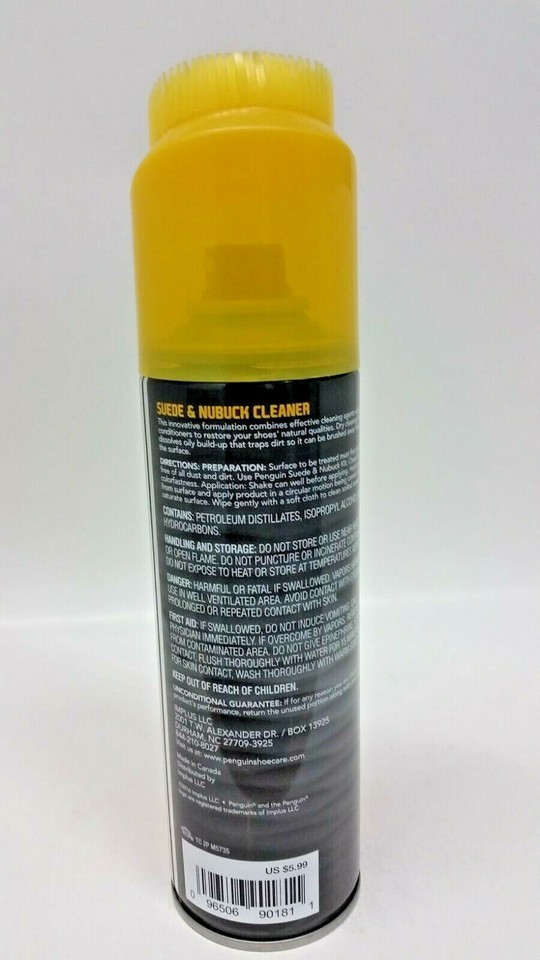 SUEDE & NUBUCK CLEANER
This innovative formulation combines effective cleaning agents
conditioners to restore your shoes' natural qualities. Dry cleaning
dissolves oily build-up that traps dirt so it can be brushed away
the surface.
DIRECTIONS: PREPARATION: Surface to be treated must
free of all dust and dirt. Use Penguin Suede & Nubuck Kit.
colorfastness. Application: Shake can well before applying.
from surface and apply product in a circular motion being
saturate surface. Wipe gently with a soft cloth to clean
CONTAINS: PETROLEUM DISTILLATES, ISOPROPYL ALCOHOL
HYDROCARBONS.
HANDLING AND STORAGE: DO NOT STORE OR USE NEAR
OR OPEN FLAME. DO NOT PUNCTURE OR INCINERATE
DO NOT EXPOSE TO HEAT OR STORE AT TEMPERATURES
DANGER: HARMFUL OR FATAL IF SWALLOWED. VAPORS
USE IN WELL VENTILATED AREA. AVOID CONTACT WITH
PROLONGED OR REPEATED CONTACT WITH SKIN.
FIRST AID: IF SWALLOWED, DO NOT INDUCE VOMITING,
PHYSICIAN IMMEDIATELY. IF OVERCOME BY VAPORS,
FROM CONTAMINATED AREA. DO NOT GIVE
CONTACT, FLUSH THOROUGHLY WITH WATER FOR
FOR SKIN CONTACT, WASH THOROUGHLY WITH WARM
KEEP OUT OF REACH OF CHILDREN.
UNCONDITIONAL GUARANTEE: If for any reason you are
product's performance, return the unused portion along
IMPLUS LLC
2001 T.W. ALEXANDER DR. / BOX 13925
DURHAM, NC 27709-3925
844-210-8027
Visit us at: www.penguinshoecare.com
Made in Canada
Distributed by
Implus LLC
Implus LLC • Penguin® and the Penguin®
logo are registered trademarks of Implus LLC
TC 2P M5735
US $5.99
0 96506 90181 1